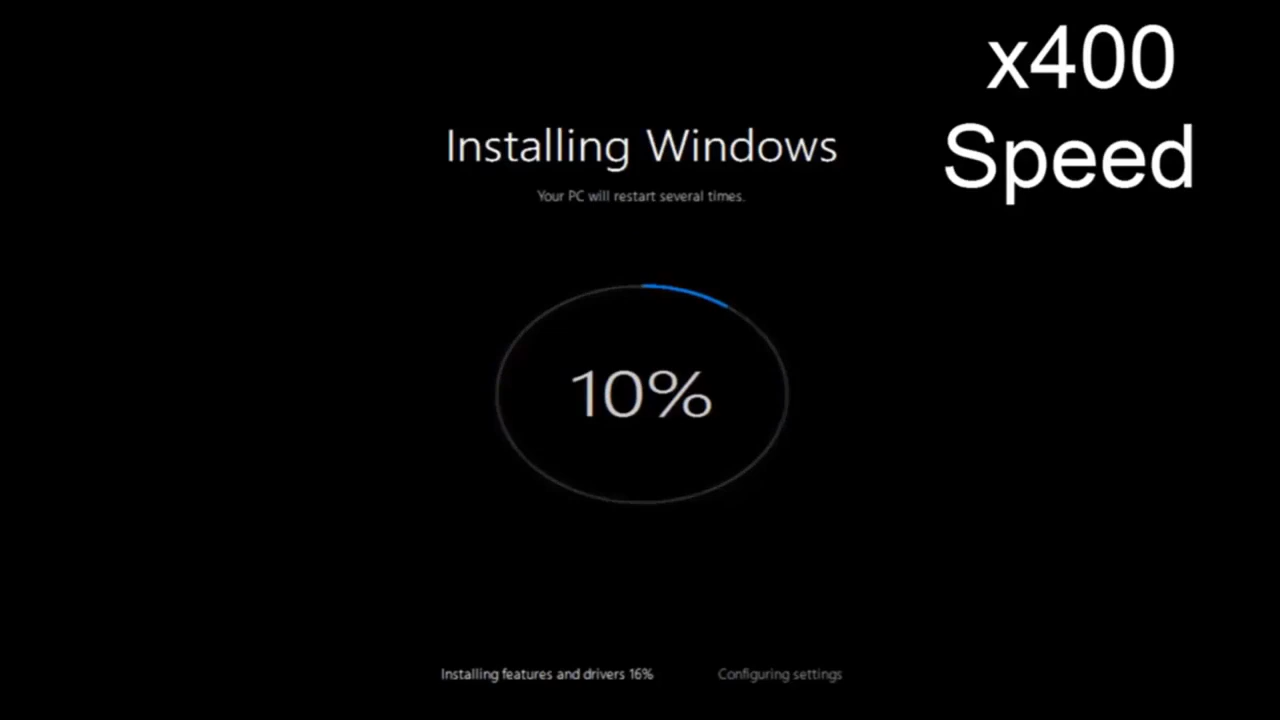 x400
Speed
Installing Windows
Your PC will restart several times.
10%
Installing features and drivers 16%
Configuring settings